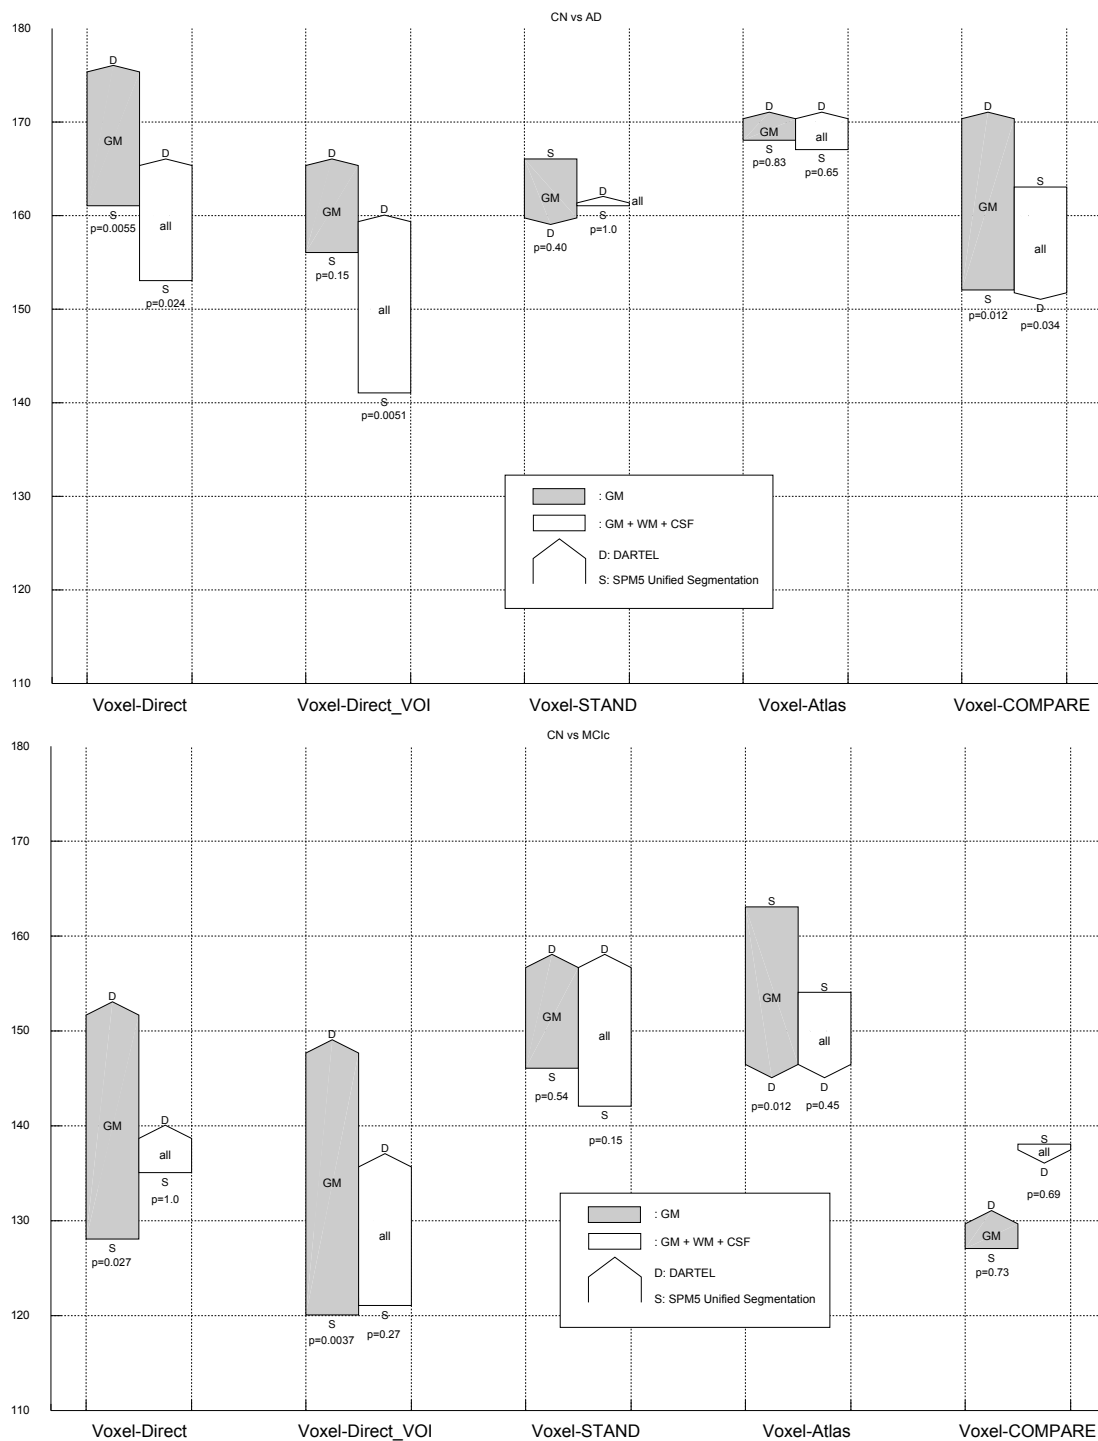 CN vs AD
180
D
170
D D D
GM
GM all
S D D S S
p=0.83 p=0.65
D
S
GM D all
GM
160
S
p=0.0055
all
S
D
p=0.40
S
p=1.0
GM
S
p=0.15
all
S
p=0.024
150
all
S
p=0.012
D
p=0.034
140
S
p=0.0051
130
: GM
: GM + WM + CSF
D: DARTEL
S: SPM5 Unified Segmentation
120
110
Voxel-Direct Voxel-Direct_VOI Voxel-STAND Voxel-Atlas Voxel-COMPARE
CN vs MCIc
180
170
S
160
D D
D
S
GM GM
150
D
all
all
S
p=0.54
D
p=0.012
D
p=0.45
140
GM
D
all
S
p=1.0
S
p=0.15
D
GM
S
all
D
p=0.69
130
S
p=0.027
all
D
GM
S
p=0.73
120
S
p=0.0037
S
p=0.27
: GM
: GM + WM + CSF
D: DARTEL
S: SPM5 Unified Segmentation
110
Voxel-Direct Voxel-Direct_VOI Voxel-STAND Voxel-Atlas Voxel-COMPARE